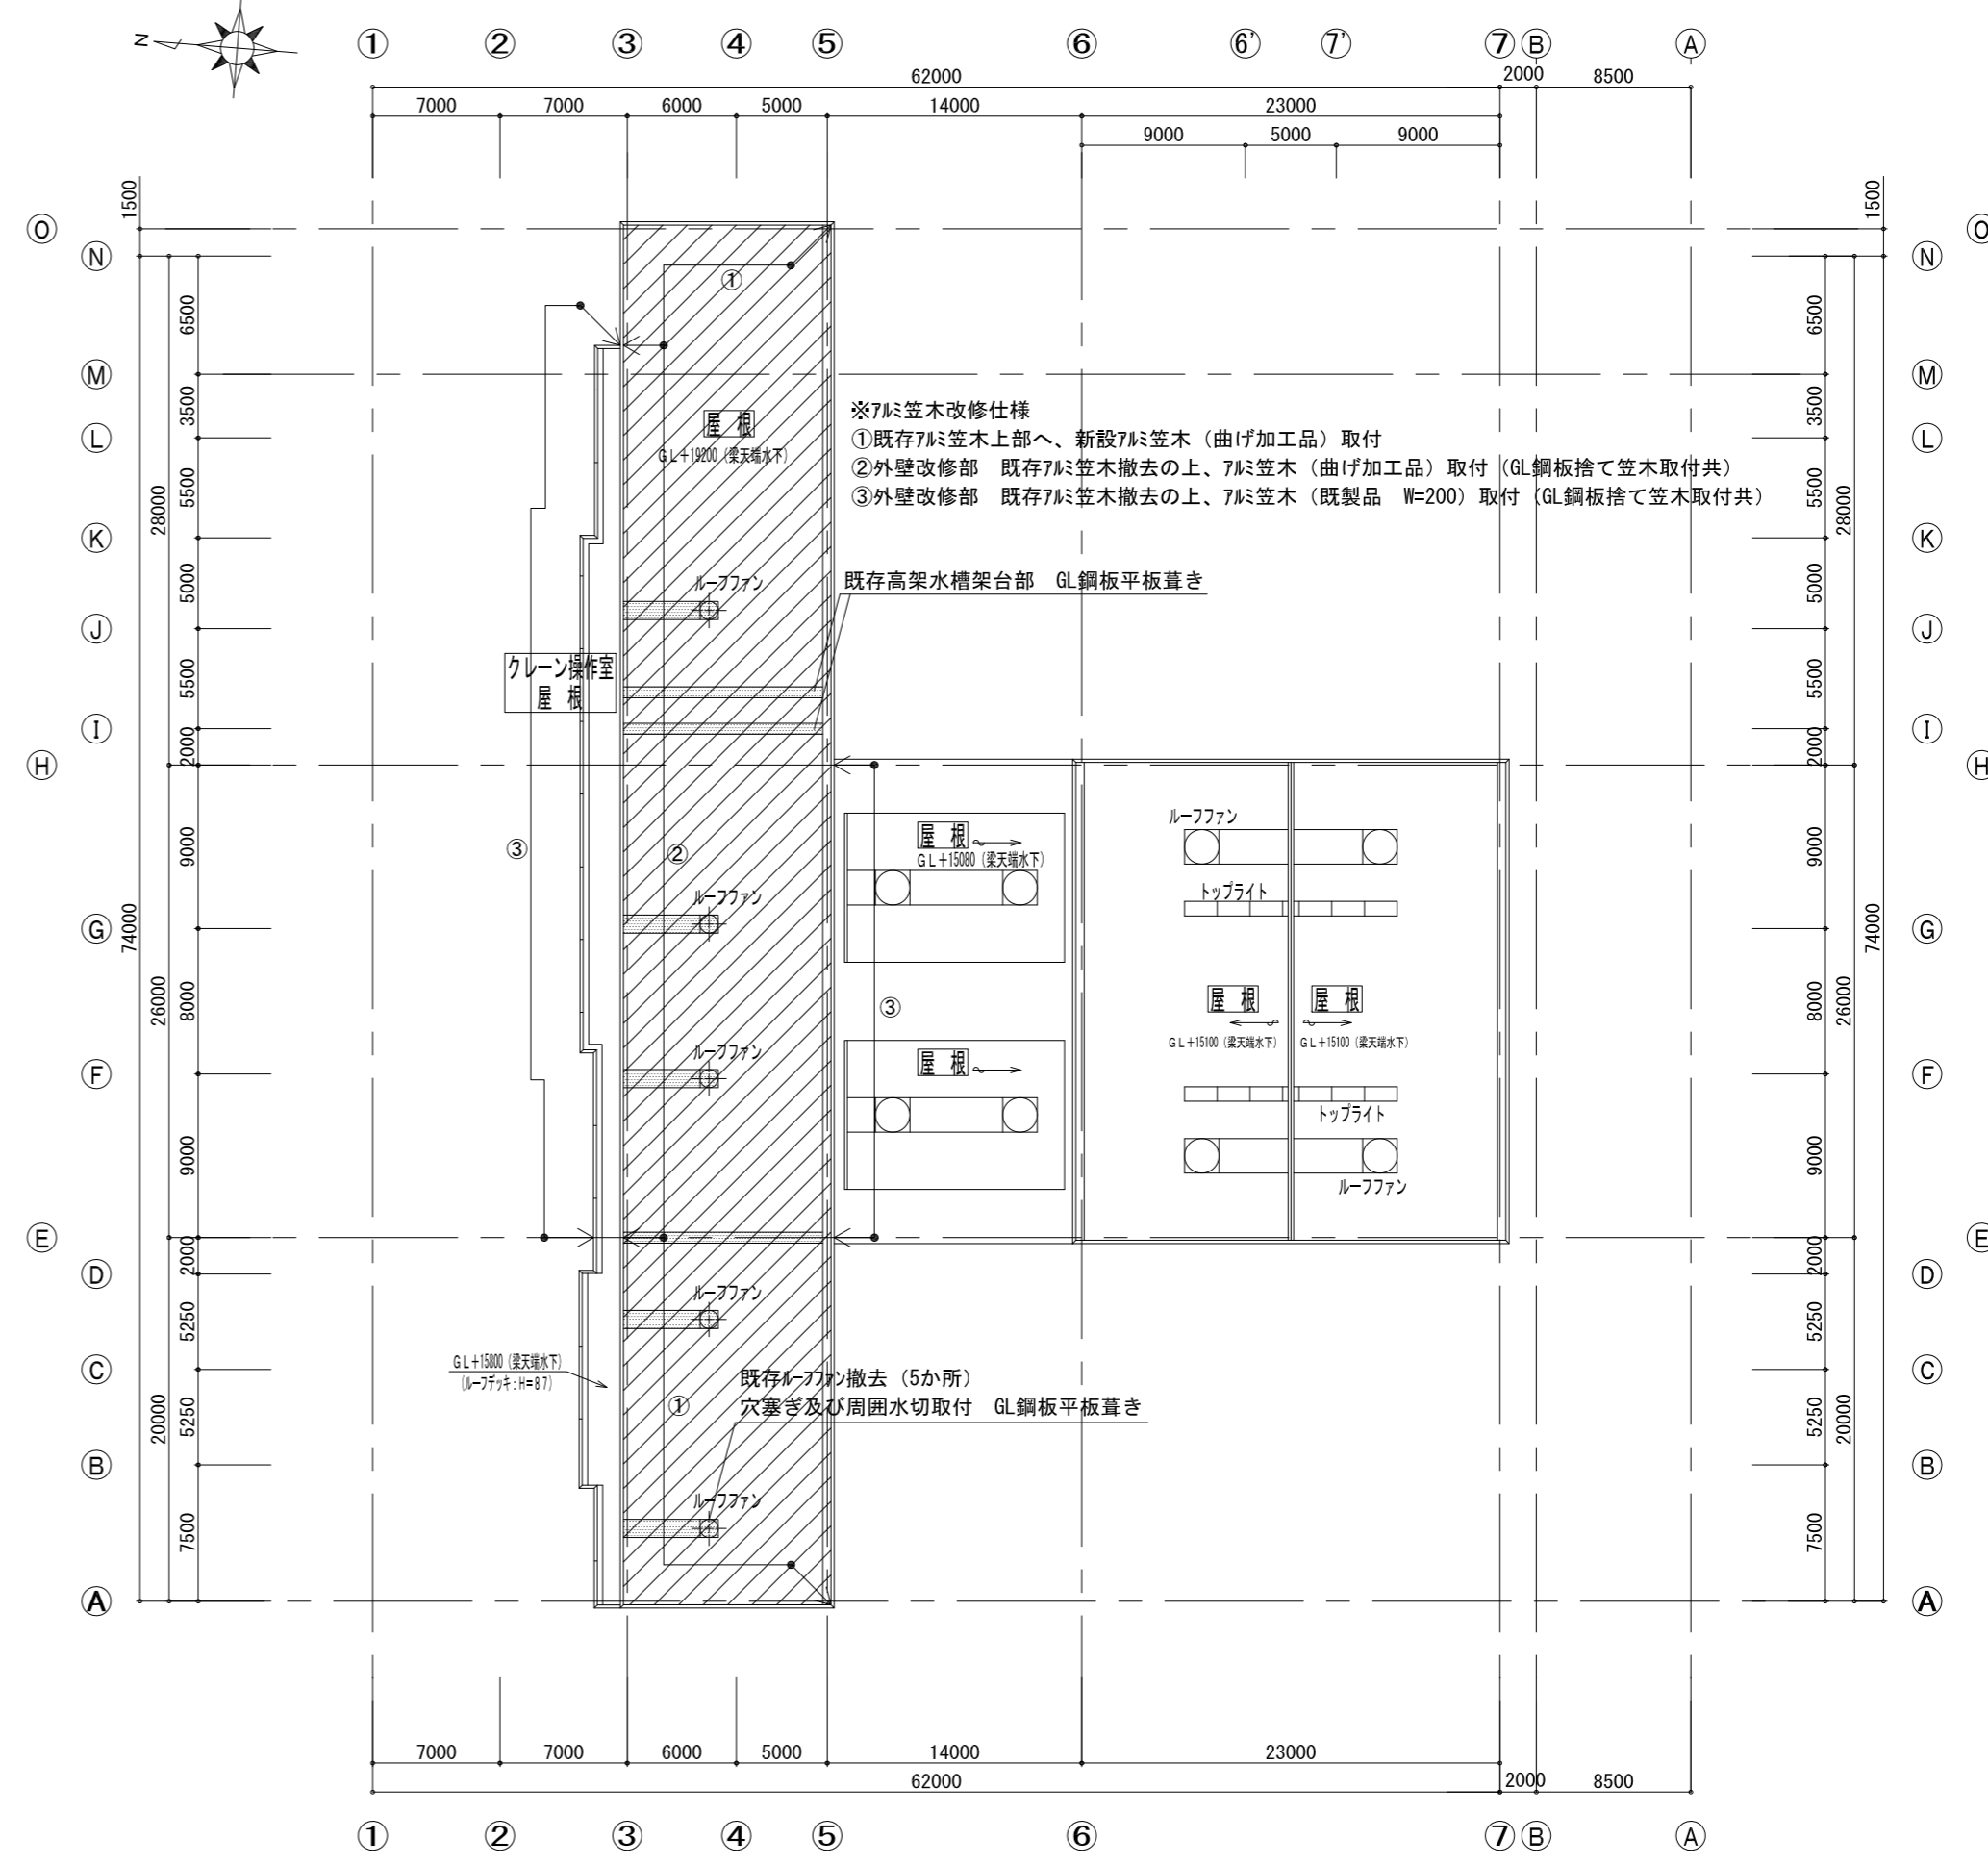 N
① ② ③ ④ ⑤ ⑥ 6' 7' ⑦ Ⓑ Ⓐ
62000 2000 8500
7000 7000 6000 5000 14000 23000
9000 5000 9000
1500 1500
Ⓞ Ⓞ
Ⓝ Ⓝ
6500 6500
①
Ⓜ Ⓜ
3500 3500
※アルミ笠木改修仕様
屋 根
Ⓛ ①既存アルミ笠木上部へ、新設アルミ笠木(曲げ加工品)取付 Ⓛ
GL+19200(梁天端水下)
②外壁改修部 既存アルミ笠木撤去の上、アルミ笠木(曲げ加工品)取付(GL鋼板捨て笠木取付共)
5500 5500
③外壁改修部 既存アルミ笠木撤去の上、アルミ笠木(既製品 W=200)取付(GL鋼板捨て笠木取付共)
28000 28000
Ⓚ Ⓚ
5000 5000
ルーフファン
既存高架水槽架台部 GL鋼板平板葺き
Ⓙ Ⓙ
クレーン操作室
屋 根
5500 5500
Ⓘ Ⓘ
2000 2000
Ⓗ Ⓗ
ルーフファン
屋 根
GL+15080(梁天端水下)
9000 9000
③ ②
トップライト
ルーフファン
Ⓖ Ⓖ
74000 74000
屋 根 屋 根
26000 8000 8000 26000
③
GL+15100(梁天端水下) GL+15100(梁天端水下)
ルーフファン
屋 根
Ⓕ Ⓕ
トップライト
9000 9000
ルーフファン
Ⓔ Ⓔ
2000 2000
Ⓓ Ⓓ
ルーフファン
5250 5250
GL+15800(梁天端水下)
(ルーフデッキ:H=87)
Ⓒ Ⓒ
既存ルーフファン撤去(5か所)
①
穴塞ぎ及び周囲水切取付 GL鋼板平板葺き
20000 5250 5250 20000
Ⓑ Ⓑ
ルーフファン
7500 7500
Ⓐ Ⓐ
7000 7000 6000 5000 14000 23000
62000 2000 8500
① ② ③ ④ ⑤ ⑥ ⑦ Ⓑ Ⓐ